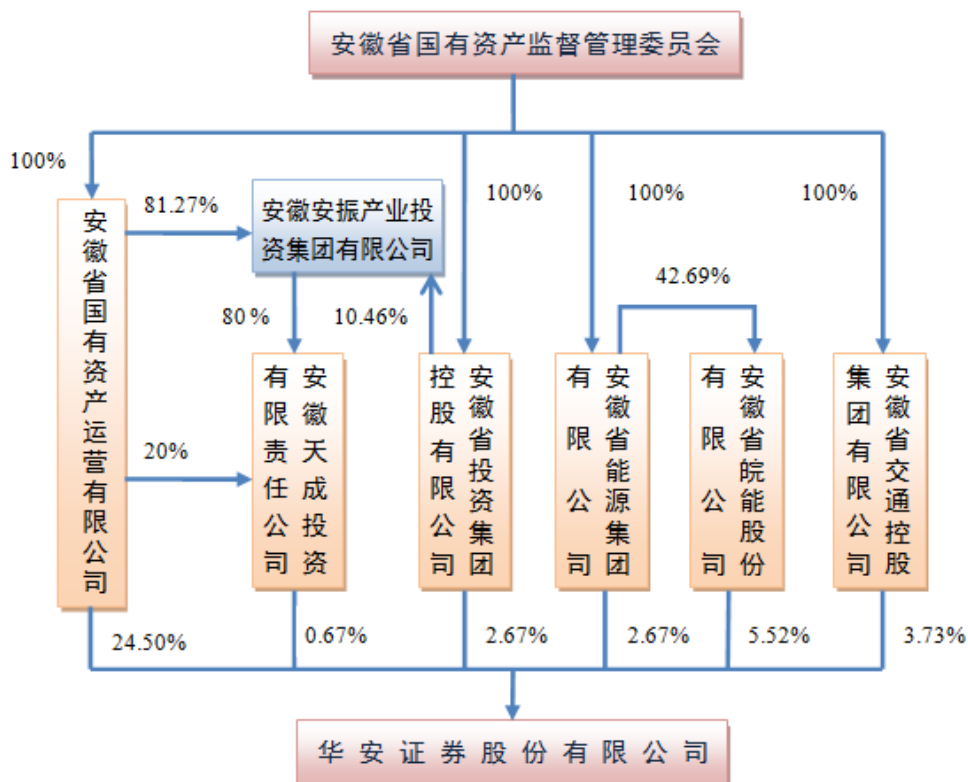 安徽省国有资产监督管理委员会
100%
81.27%
安徽安振产业投
资集团有限公司
100%
100%
100%
42.69%
80 %
10.46%
安徽省国有资产运营有限公司
安徽天成投资
有限责任公司
安徽省投资集团
控股有限公司
安徽省能源集团
有限公司
安徽省皖能股份
有限公司
安徽省交通控股
集团有限公司
20%
24.50%
0.67%
2.67%
2.67%
5.52%
3.73%
华安证券股份有限公司